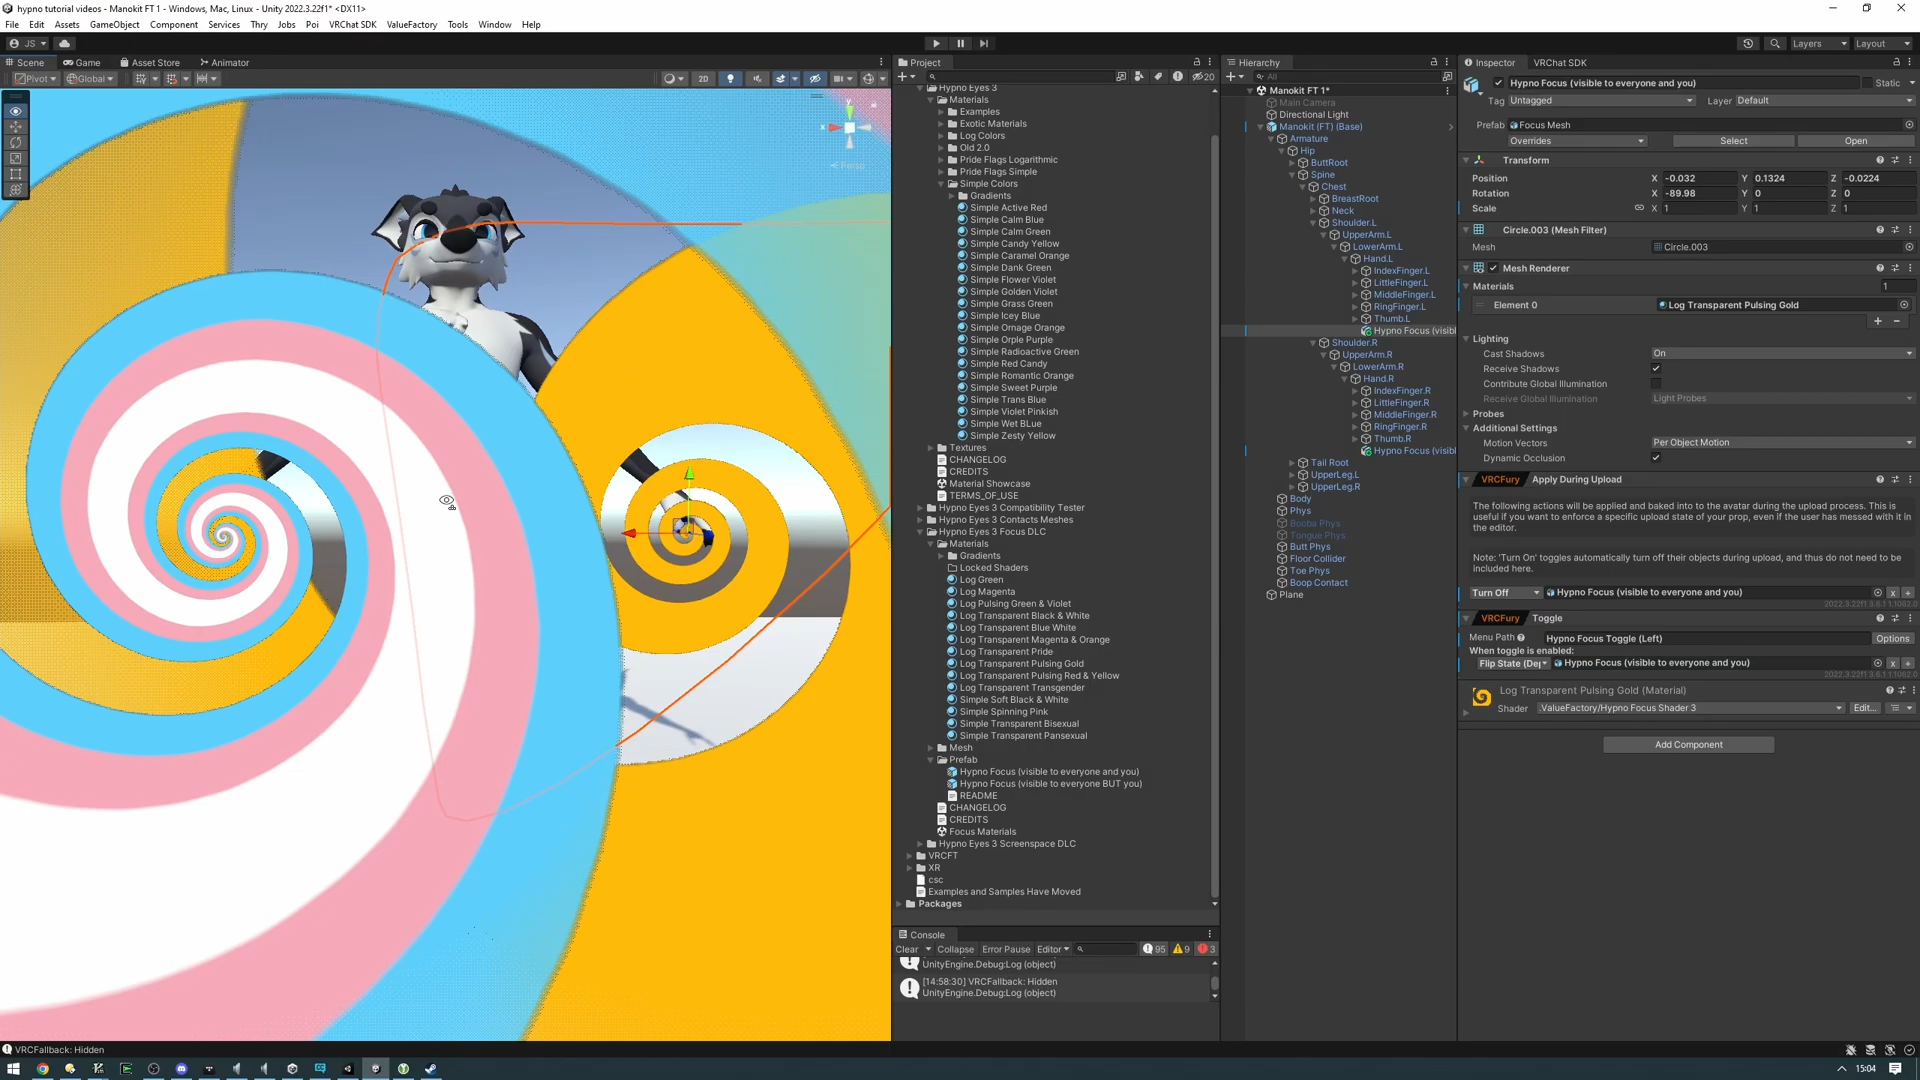 hypno tutorial videos - Manokit FT 1 - Windows, Mac, Linux - Unity 2022.3.22f1* <DX11>
File Edit Assets GameObject Component Services Thry Jobs Poi VRChat SDK ValueFactory Tools Window Help
JS Layers Layout
Scene Game Asset Store Animator
Pivot Global 2D
Persp
Project
20
Hypno Eyes 3
Materials
Examples
Exotic Materials
Log Colors
Old 2.0
Pride Flags Logarithmic
Pride Flags Simple
Simple Colors
Gradients
Simple Active Red
Simple Calm Blue
Simple Calm Green
Simple Candy Yellow
Simple Caramel Orange
Simple Dank Green
Simple Flower Violet
Simple Golden Violet
Simple Grass Green
Simple Icey Blue
Simple Ornage Orange
Simple Orple Purple
Simple Radioactive Green
Simple Red Candy
Simple Romantic Orange
Simple Sweet Purple
Simple Trans Blue
Simple Violet Pinkish
Simple Wet BLue
Simple Zesty Yellow
Textures
CHANGELOG
CREDITS
Material Showcase
TERMS_OF_USE
Hypno Eyes 3 Compatibility Tester
Hypno Eyes 3 Contacts Meshes
Hypno Eyes 3 Focus DLC
Materials
Gradients
Locked Shaders
Log Green
Log Magenta
Log Pulsing Green & Violet
Log Transparent Black & White
Log Transparent Blue White
Log Transparent Magenta & Orange
Log Transparent Pride
Log Transparent Pulsing Gold
Log Transparent Pulsing Red & Yellow
Log Transparent Transgender
Simple Soft Black & White
Simple Spinning Pink
Simple Transparent Bisexual
Simple Transparent Pansexual
Mesh
Prefab
Hypno Focus (visible to everyone and you)
Hypno Focus (visible to everyone BUT you)
README
CHANGELOG
CREDITS
Focus Materials
Hypno Eyes 3 Screenspace DLC
VRCFT
XR
csc
Examples and Samples Have Moved
Packages
Console
Clear Collapse Error Pause Editor 95 9 3
UnityEngine.Debug:Log (object)
[14:58:30] VRCFallback: Hidden
UnityEngine.Debug:Log (object)
Hierarchy
All
Manokit FT 1*
Main Camera
Directional Light
Manokit (FT) (Base)
Armature
Hip
ButtRoot
Spine
Chest
BreastRoot
Neck
Shoulder.L
UpperArm.L
LowerArm.L
Hand.L
IndexFinger.L
LittleFinger.L
MiddleFinger.L
RingFinger.L
Thumb.L
Hypno Focus (visibl
Shoulder.R
UpperArm.R
LowerArm.R
Hand.R
IndexFinger.R
LittleFinger.R
MiddleFinger.R
RingFinger.R
Thumb.R
Hypno Focus (visibl
Tail Root
UpperLeg.L
UpperLeg.R
Body
Phys
Booba Phys
Tongue Phys
Butt Phys
Floor Collider
Toe Phys
Boop Contact
Plane
Inspector VRChat SDK
Hypno Focus (visible to everyone and you) Static
Tag Untagged Layer Default
Prefab Focus Mesh
Overrides Select Open
Transform
Position X -0.032 Y 0.1324 Z -0.0224
Rotation X -89.98 Y 0 Z 0
Scale X 1 Y 1 Z 1
Circle.003 (Mesh Filter)
Mesh Circle.003
Mesh Renderer
Materials 1
Element 0 Log Transparent Pulsing Gold
Lighting
Cast Shadows On
Receive Shadows
Contribute Global Illumination
Receive Global Illumination Light Probes
Probes
Additional Settings
Motion Vectors Per Object Motion
Dynamic Occlusion
VRCFury Apply During Upload
The following actions will be applied and baked into to the avatar during the upload process. This is
useful if you want to enforce a specific upload state of your prop, even if the user has messed with it in
the editor.
Note: 'Turn On' toggles automatically turn off their objects during upload, and thus do not need to be
included here.
Turn Off Hypno Focus (visible to everyone and you) x +
VRCFury Toggle
Menu Path Hypno Focus Toggle (Left) Options
When toggle is enabled:
Flip State (Dep Hypno Focus (visible to everyone and you) x +
Log Transparent Pulsing Gold (Material)
Shader .ValueFactory/Hypno Focus Shader 3 Edit...
Add Component
VRCFallback: Hidden
15:04